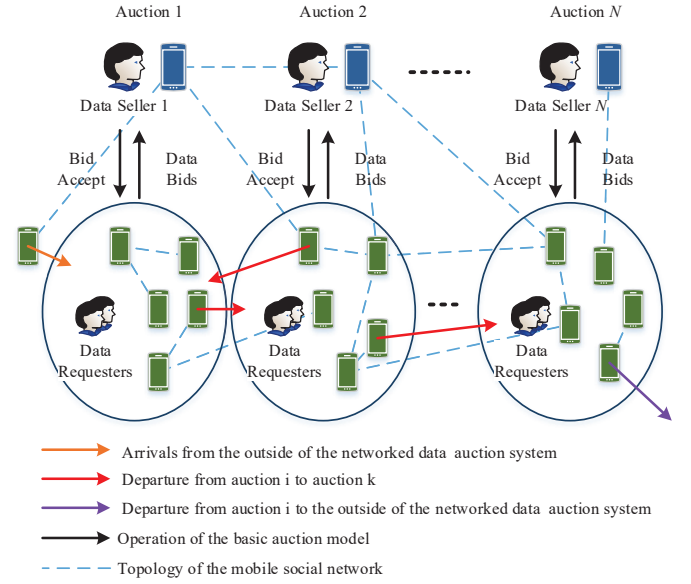 Auction 1
Auction 2
Auction N
Data Seller 1
Data Seller 2
Data Seller N
Bid Accept
Data Bids
Bid Accept
Data Bids
Bid Accept
Data Bids
Data Requesters
Data Requesters
Data Requesters
Arrivals from the outside of the networked data auction system
Departure from auction i to auction k
Departure from auction i to the outside of the networked data auction system
Operation of the basic auction model
Topology of the mobile social network